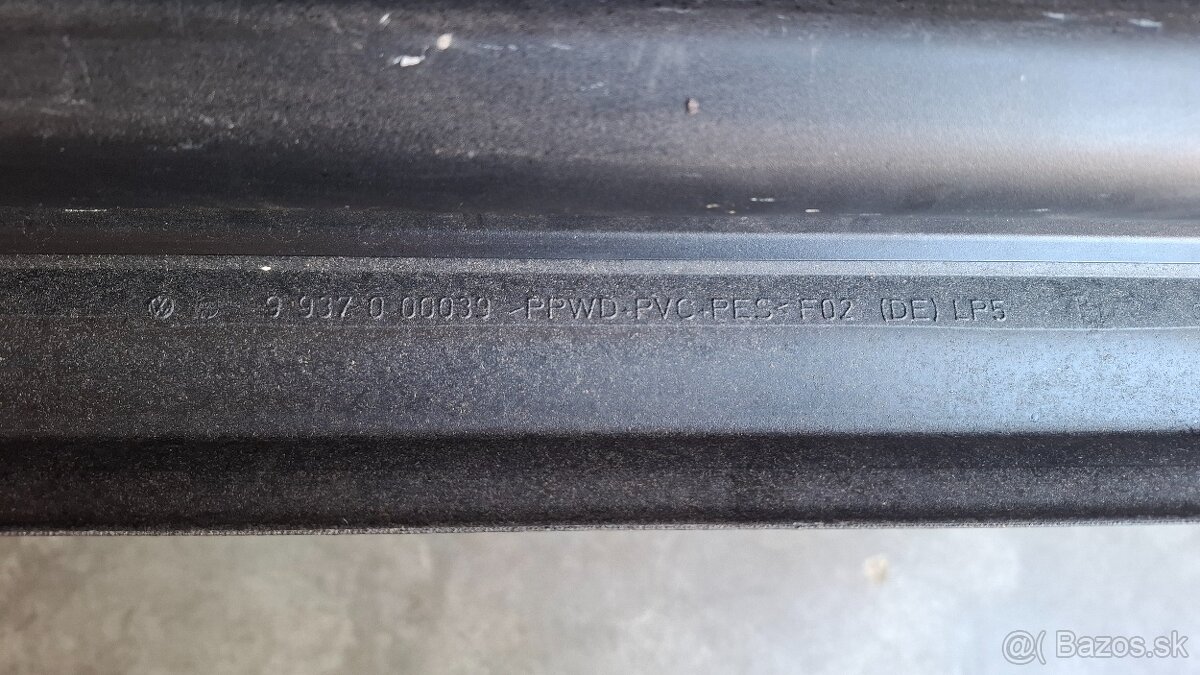 9 937 0 00039 >PPWD+PVC+PES< F02 (DE) LP5
@( Bazos.sk